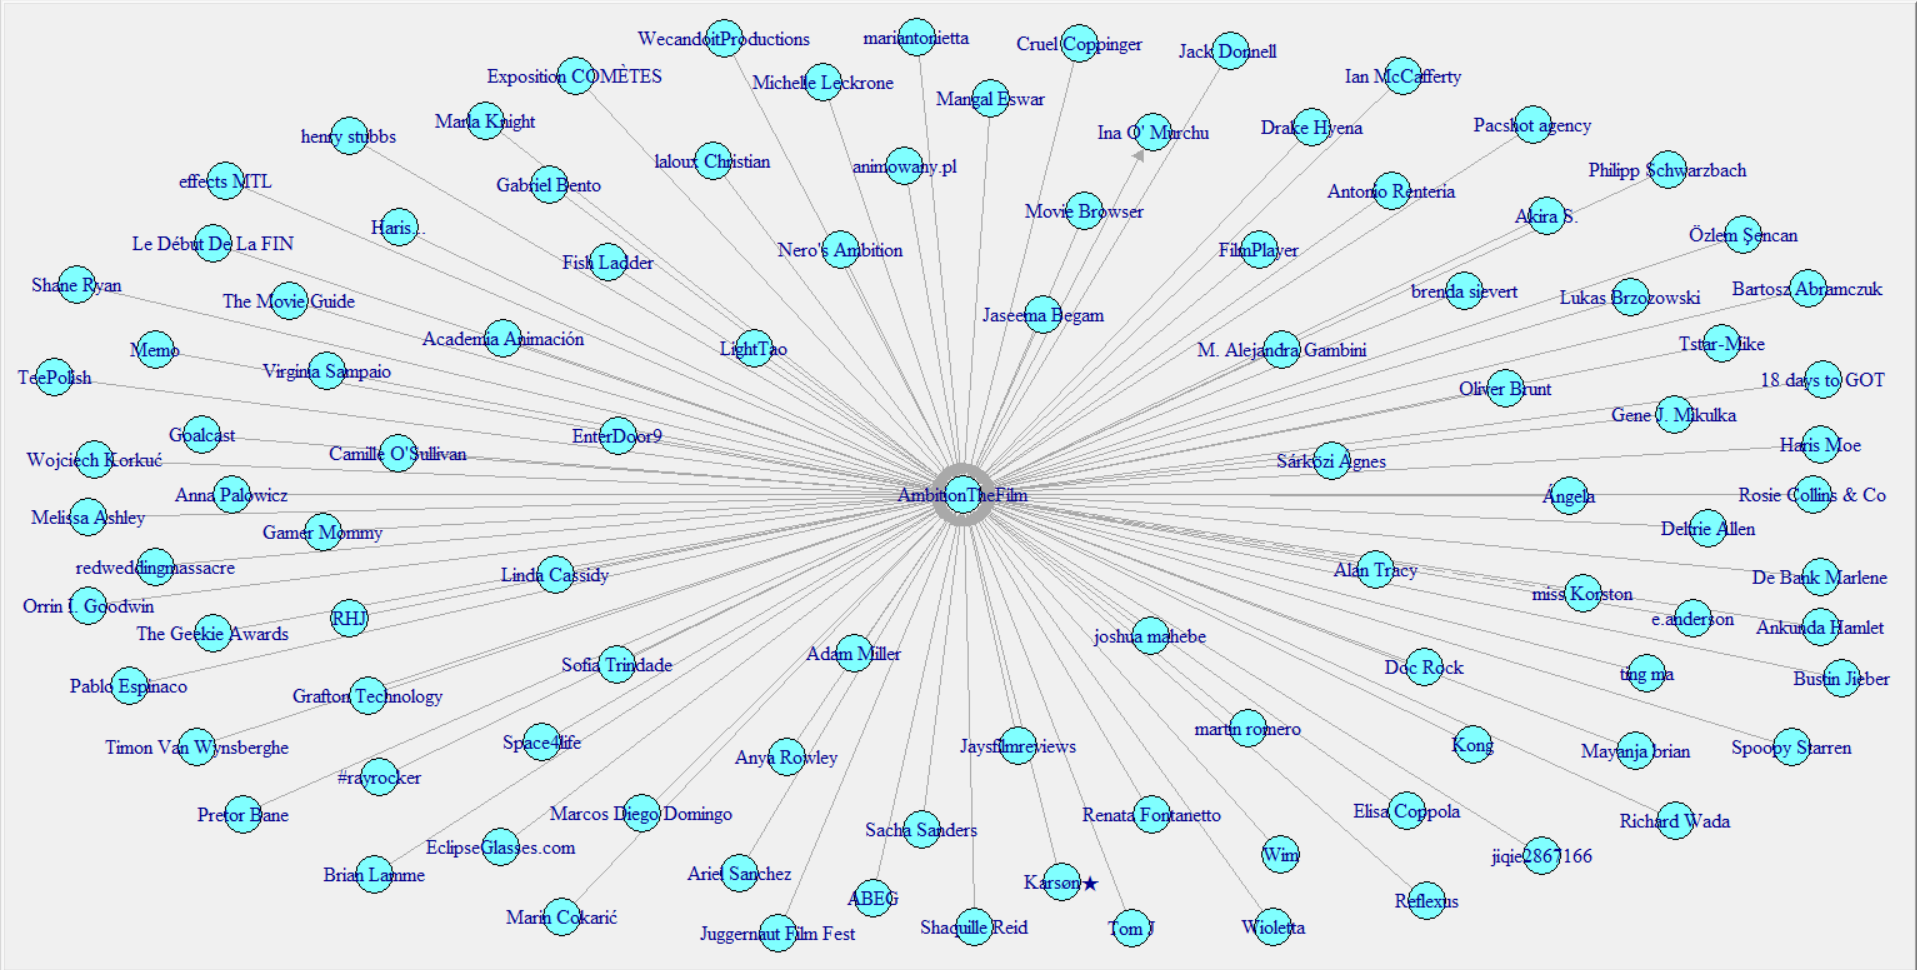 WecandoitProductions
mariantonietta
Cruel Coppinger
Jack Donnell
Exposition COMÈTES
Michelle Leckrone
Ian McCafferty
Mangal Eswar
Marla Knight
henry stubbs
Ina O' Murchu
Drake Hyena
Pacshot agency
laloux Christian
animowany.pl
Philipp Schwarzbach
effects MTL
Gabriel Bento
Antonio Renteria
Haris...
Movie Browser
Akira S.
Le Début De La FIN
Nero's Ambition
FilmPlayer
Özlem Şencan
Fish Ladder
Shane Ryan
The Movie Guide
brenda sievert
Lukas Brzozowski
Bartosz Abramczuk
Jaseema Begam
Academia Animación
Memo
LightTao
M. Alejandra Gambini
Tstar-Mike
TeePolish
Virginia Sampaio
Oliver Brunt
18 days to GOT
Gene J. Mikulka
Goalcast
EnterDoor9
Wojciech Korkuć
Camille O'Sullivan
Sárközi Agnes
Haris Moe
Anna Palowicz
AmbitionTheFilm
Ángela
Rosie Collins & Co
Melissa Ashley
Gamer Mommy
Deltrie Allen
redweddingmassacre
Linda Cassidy
Alan Tracy
De Bank Marlene
Orrin I. Goodwin
miss Korston
The Geekie Awards
RHJ
joshua mahebe
e.anderson
Ankunda Hamlet
Sofia Trindade
Adam Miller
Doc Rock
Pablo Espinaco
Grafton Technology
ting ma
Bustin Jieber
Timon Van Wynsberghe
Space4life
Anya Rowley
Jaysfilmreviews
martin romero
Kong
Mayanja brian
Spoopy Starren
#rayrocker
Pretor Bane
Marcos Diego Domingo
Sacha Sanders
Renata Fontanetto
Elisa Coppola
Richard Wada
EclipseGlasses.com
Brian Lamme
Ariel Sanchez
Karsøn★
Wim
jiqie2867166
Marin Cokarić
Juggernaut Film Fest
ABEG
Shaquille Reid
Tom J
Wioletta
Reflexus